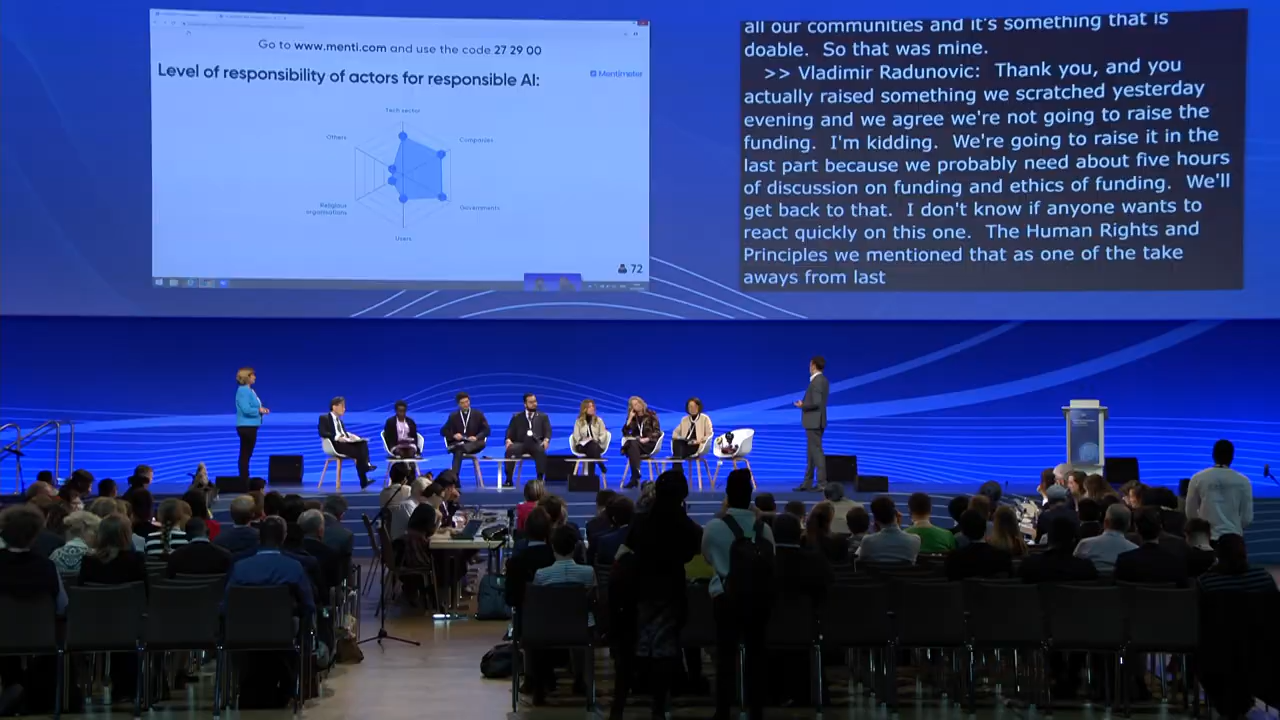 Go to www.menti.com and use the code 27 29 00
Level of responsibility of actors for responsible AI:
Mentimeter
Tech sector
Others
Companies
Religious
organisations
Governments
Users
72
all our communities and it's something that is
doable. So that was mine.
>> Vladimir Radunovic: Thank you, and you
actually raised something we scratched yesterday
evening and we agree we're not going to raise the
funding. I'm kidding. We're going to raise it in the
last part because we probably need about five hours
of discussion on funding and ethics of funding. We'll
get back to that. I don't know if anyone wants to
react quickly on this one. The Human Rights and
Principles we mentioned that as one of the take
aways from last